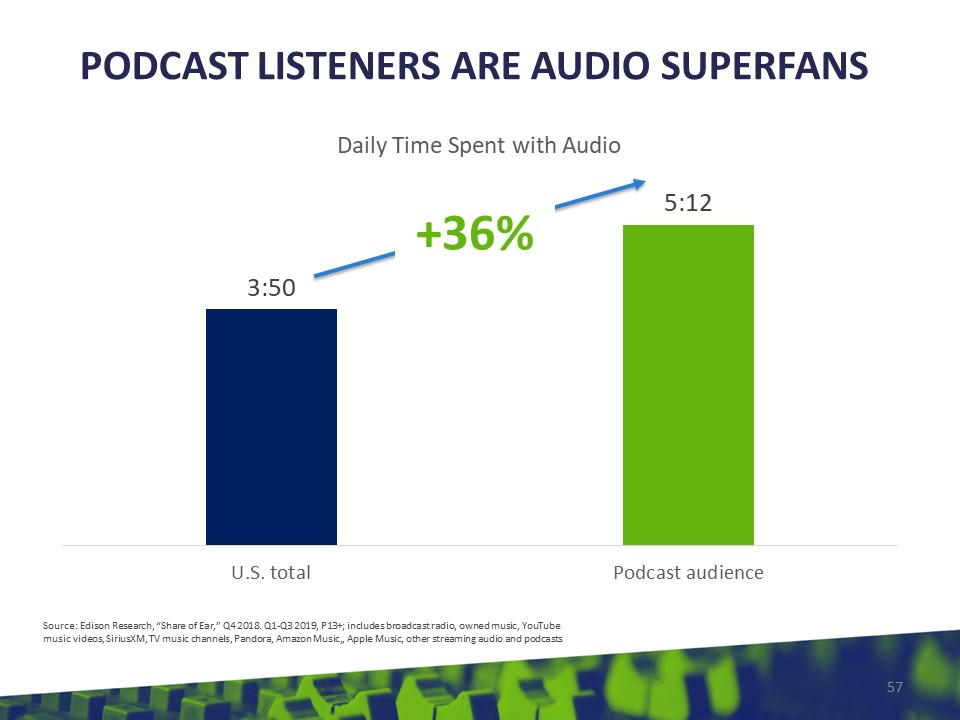 PODCAST LISTENERS ARE AUDIO SUPERFANS
Daily Time Spent with Audio
+36%
5:12
3:50
U.S. total
Podcast audience
Source: Edison Research, “Share of Ear,” Q4 2018. Q1-Q3 2019, P13+; includes broadcast radio, owned music, YouTube
music videos, SiriusXM, TV music channels, Pandora, Amazon Music,, Apple Music, other streaming audio and podcasts
57